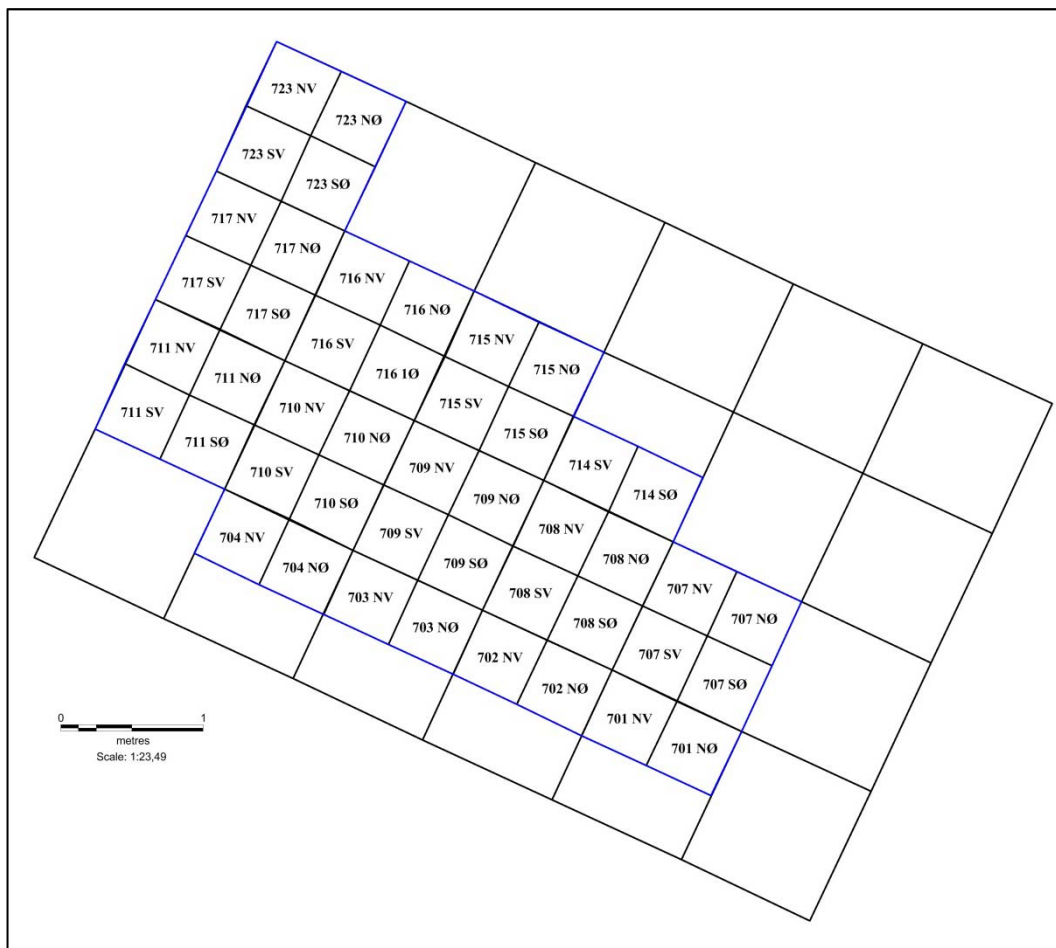 723 NV
723 NØ
723 SV
723 SØ
717 NV
717 NØ
716 NV
717 SV
716 NØ
717 SØ
715 NV
711 NV
716 SV
715 NØ
711 NØ
716 1Ø
711 SV
710 NV
715 SV
711 SØ
710 NØ
715 SØ
710 SV
709 NV
714 SV
710 SØ
709 NØ
714 SØ
704 NV
709 SV
708 NV
704 NØ
709 SØ
708 NØ
703 NV
708 SV
707 NV
703 NØ
708 SØ
707 NØ
702 NV
707 SV
702 NØ
707 SØ
701 NV
701 NØ
0 1
metres
Scale: 1:23,49